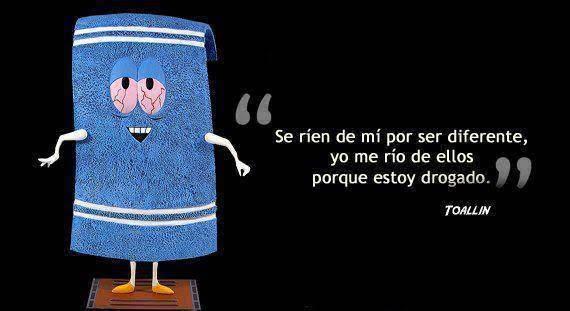 Se ríen de mí por ser diferente,
yo me río de ellos
porque estoy drogado.
TOALLIN